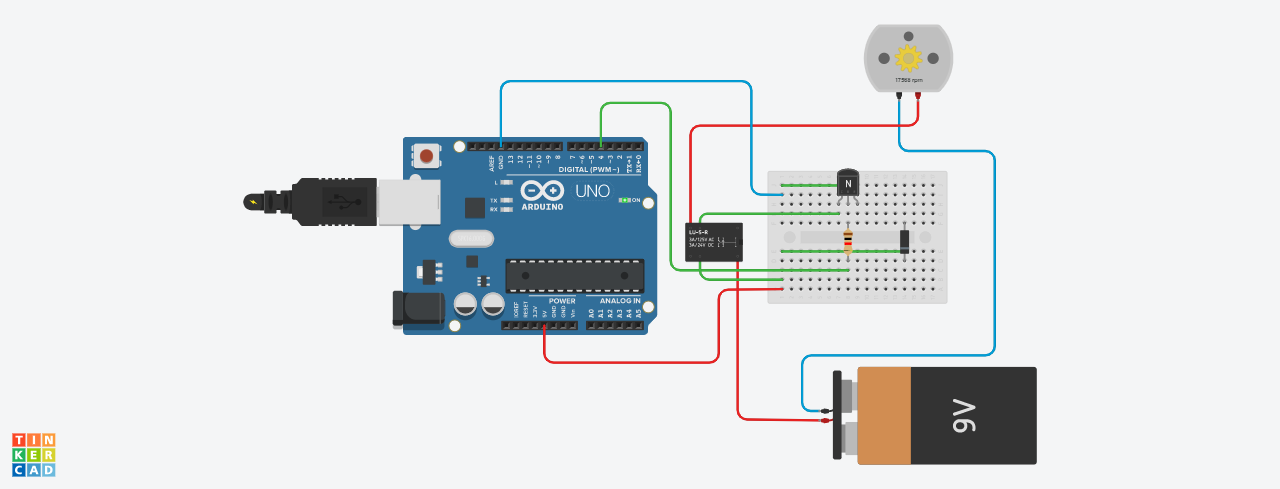 17966 rpm
AREF
GND
13
12
~11
~10
~9
8
7
~6
~5
4
~3
2
TX→1
RX←0
DIGITAL (PWM~)
L
TX
RX
UNO
ARDUINO
ON
N
LU-5-R
3A/125V AC
3A/24V DC
POWER
ANALOG IN
IOREF
RESET
3.3V
5V
GND
GND
Vin
A0
A1
A2
A3
A4
A5
9V
TIN
KER
CAD